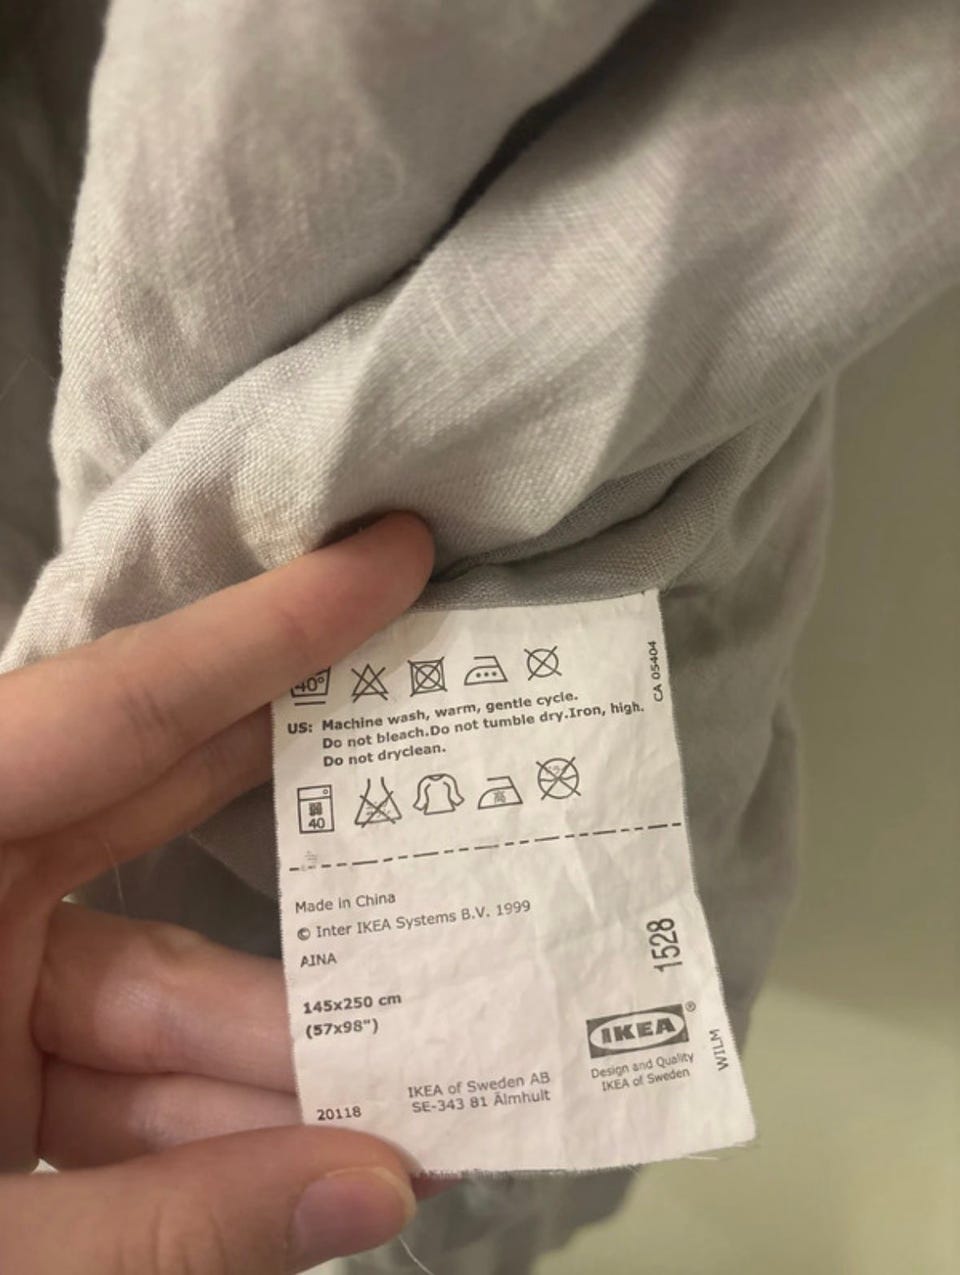 40°
US: Machine wash, warm, gentle cycle.
Do not bleach.Do not tumble dry.Iron, high.
Do not dryclean.
CA 05404
40
高
Made in China
© Inter IKEA Systems B.V. 1999
AINA
1528
145x250 cm
(57x98")
IKEA®
Design and Quality
IKEA of Sweden
WILM
IKEA of Sweden AB
SE-343 81 Älmhult
20118